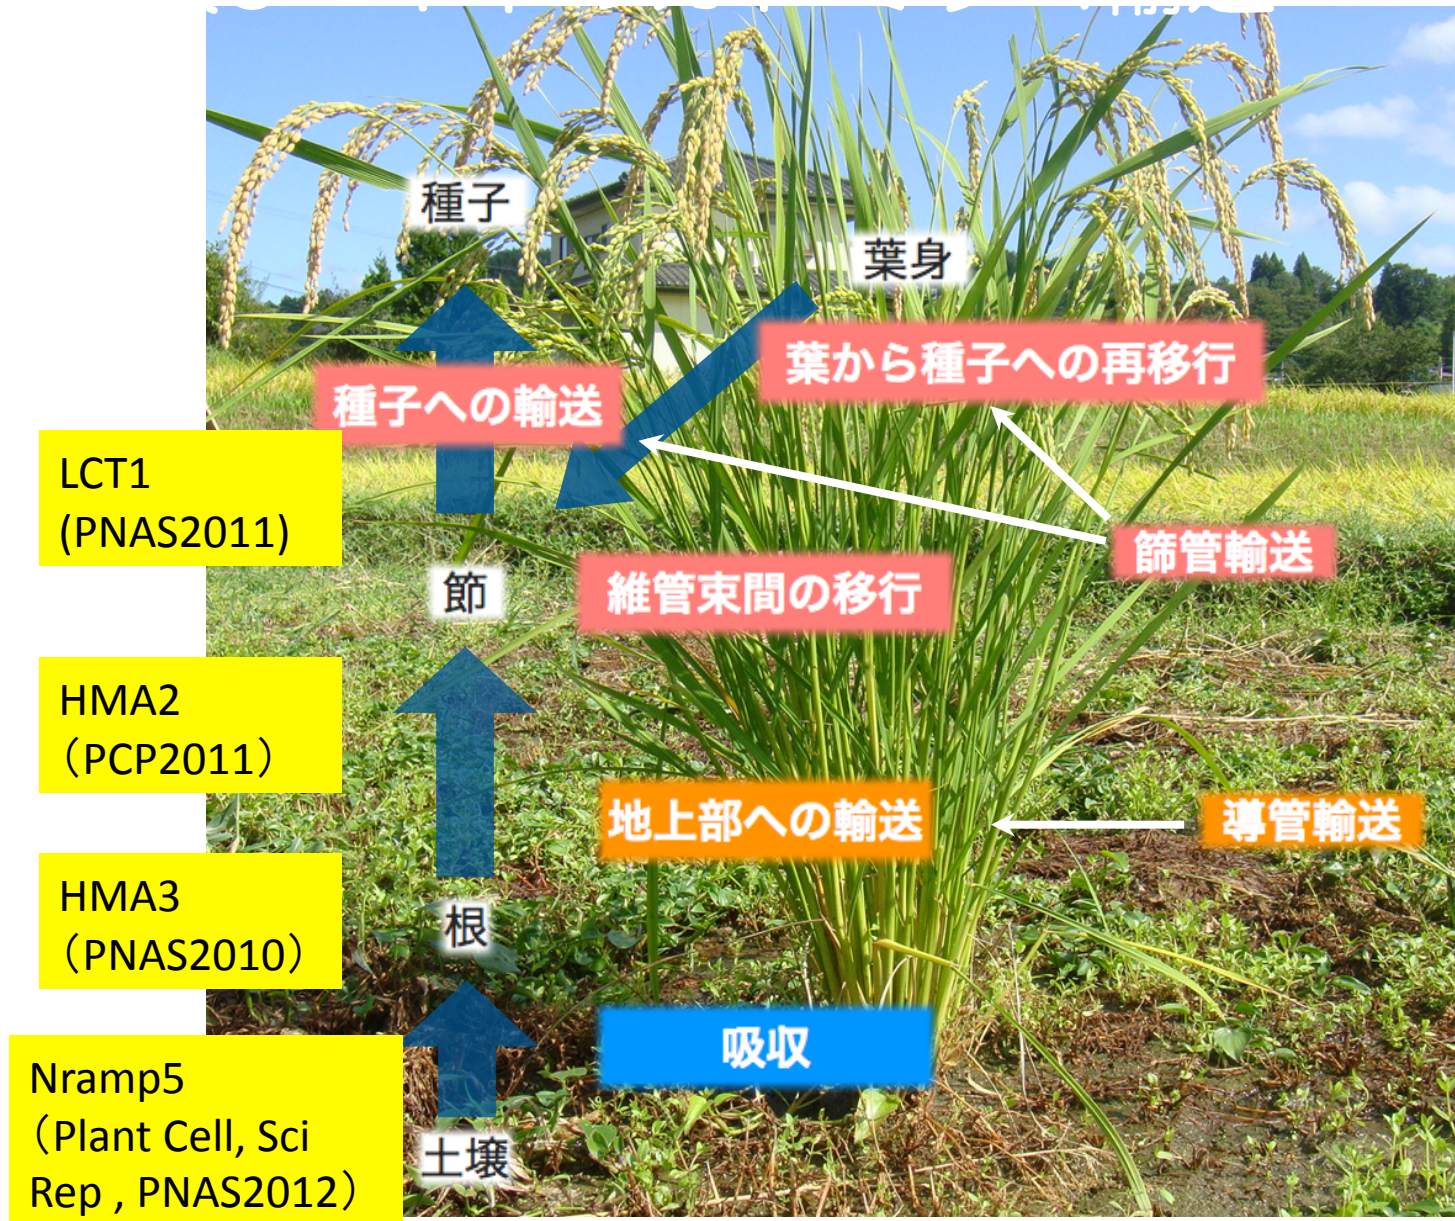 種子
葉身
葉から種子への再移行
種子への輸送
LCT1
(PNAS2011)
篩管輸送
節
維管束間の移行
HMA2
（PCP2011）
地上部への輸送
導管輸送
HMA3
（PNAS2010）
根
吸収
Nramp5
（Plant Cell, Sci
Rep , PNAS2012）
土壌